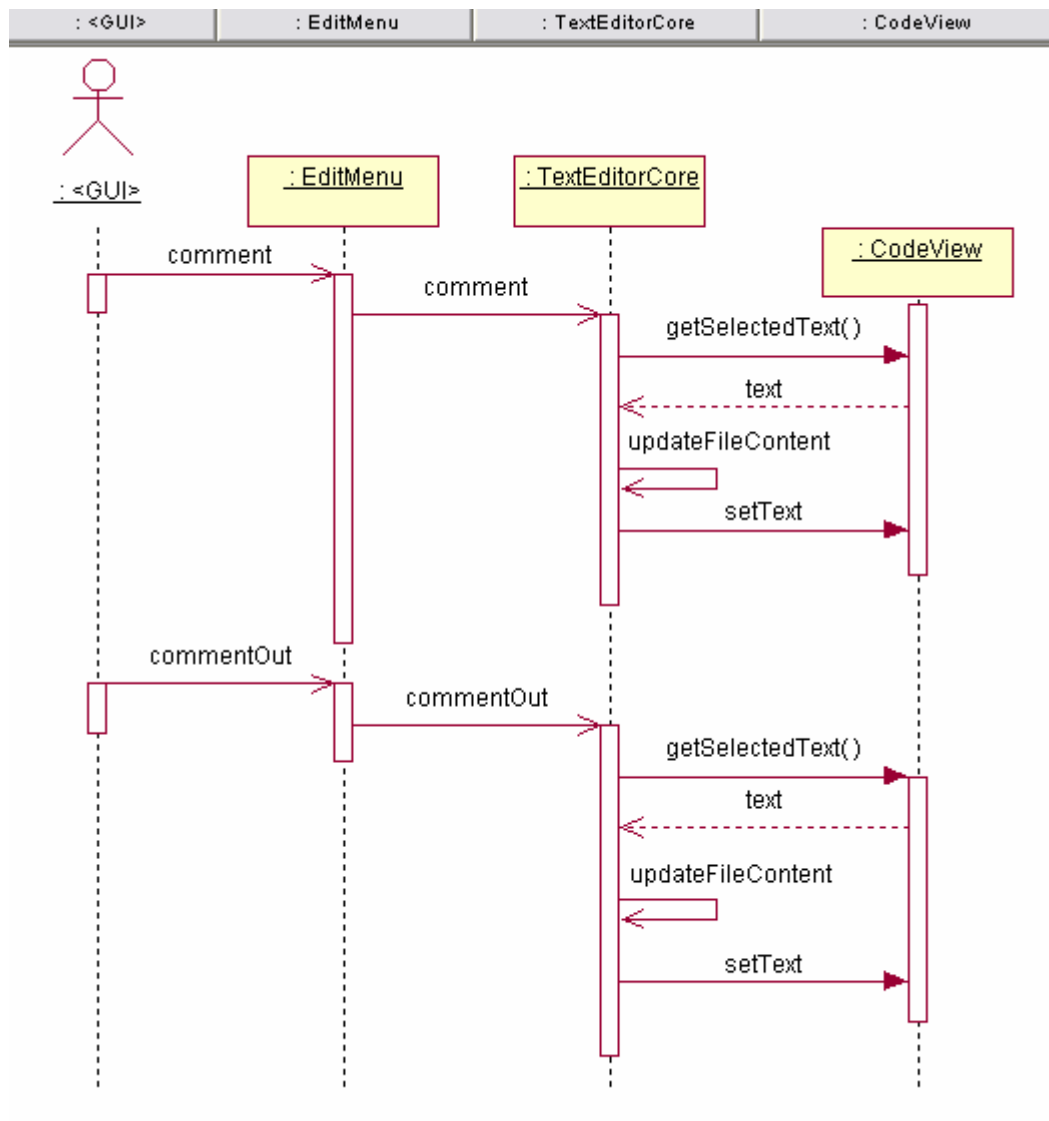 : <GUI>
: EditMenu
: TextEditorCore
: CodeView
: <GUI>
: EditMenu
: TextEditorCore
: CodeView
comment
comment
getSelectedText()
text
updateFileContent
setText
commentOut
commentOut
getSelectedText()
text
updateFileContent
setText